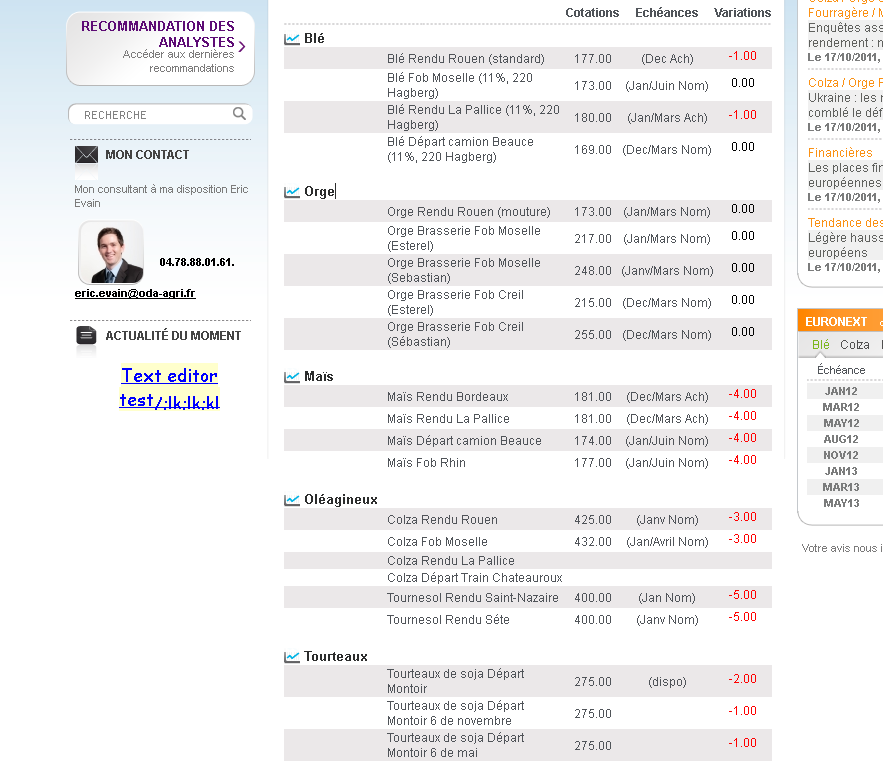 RECOMMANDATION DES
ANALYSTES
Accéder aux dernières
recommandations
RECHERCHE
MON CONTACT
Mon consultant à ma disposition Eric
Evain
04.78.88.01.61.
eric.evain@oda-agri.fr
ACTUALITÉ DU MOMENT
Text editor
test/;lk;lk;kl
Cotations Echéances Variations
Blé
Blé Rendu Rouen (standard) 177.00 (Dec Ach) -1.00
Blé Fob Moselle (11%, 220
Hagberg) 173.00 (Jan/Juin Nom) 0.00
Blé Rendu La Pallice (11%, 220
Hagberg) 180.00 (Jan/Mars Ach) -1.00
Blé Départ camion Beauce
(11%, 220 Hagberg) 169.00 (Dec/Mars Nom) 0.00
Orge
Orge Rendu Rouen (mouture) 173.00 (Jan/Mars Nom) 0.00
Orge Brasserie Fob Moselle
(Esterel) 217.00 (Jan/Mars Nom) 0.00
Orge Brasserie Fob Moselle
(Sebastian) 248.00 (Janv/Mars Nom) 0.00
Orge Brasserie Fob Creil
(Esterel) 215.00 (Dec/Mars Nom) 0.00
Orge Brasserie Fob Creil
(Sébastian) 255.00 (Dec/Mars Nom) 0.00
Maïs
Maïs Rendu Bordeaux 181.00 (Dec/Mars Ach) -4.00
Maïs Rendu La Pallice 181.00 (Dec/Mars Ach) -4.00
Maïs Départ camion Beauce 174.00 (Jan/Juin Nom) -4.00
Maïs Fob Rhin 177.00 (Jan/Juin Nom) -4.00
Oléagineux
Colza Rendu Rouen 425.00 (Janv Nom) -3.00
Colza Fob Moselle 432.00 (Jan/Avril Nom) -3.00
Colza Rendu La Pallice
Colza Départ Train Chateauroux
Tournesol Rendu Saint-Nazaire 400.00 (Jan Nom) -5.00
Tournesol Rendu Séte 400.00 (Janv Nom) -5.00
Tourteaux
Tourteaux de soja Départ
Montoir 275.00 (dispo) -2.00
Tourteaux de soja Départ
Montoir 6 de novembre 275.00 -1.00
Tourteaux de soja Départ
Montoir 6 de mai 275.00 -1.00
Fourragère / M
Enquêtes ass
rendement : n
Le 17/10/2011,
Colza / Orge F
Ukraine : les r
comblé le défi
Le 17/10/2011,
Financières
Les places fin
européennes
Le 17/10/2011,
Tendance des
Légère hauss
européens
Le 17/10/2011,
EURONEXT
Blé Colza
Échéance
JAN12
MAR12
MAY12
AUG12
NOV12
JAN13
MAR13
MAY13
Votre avis nous i